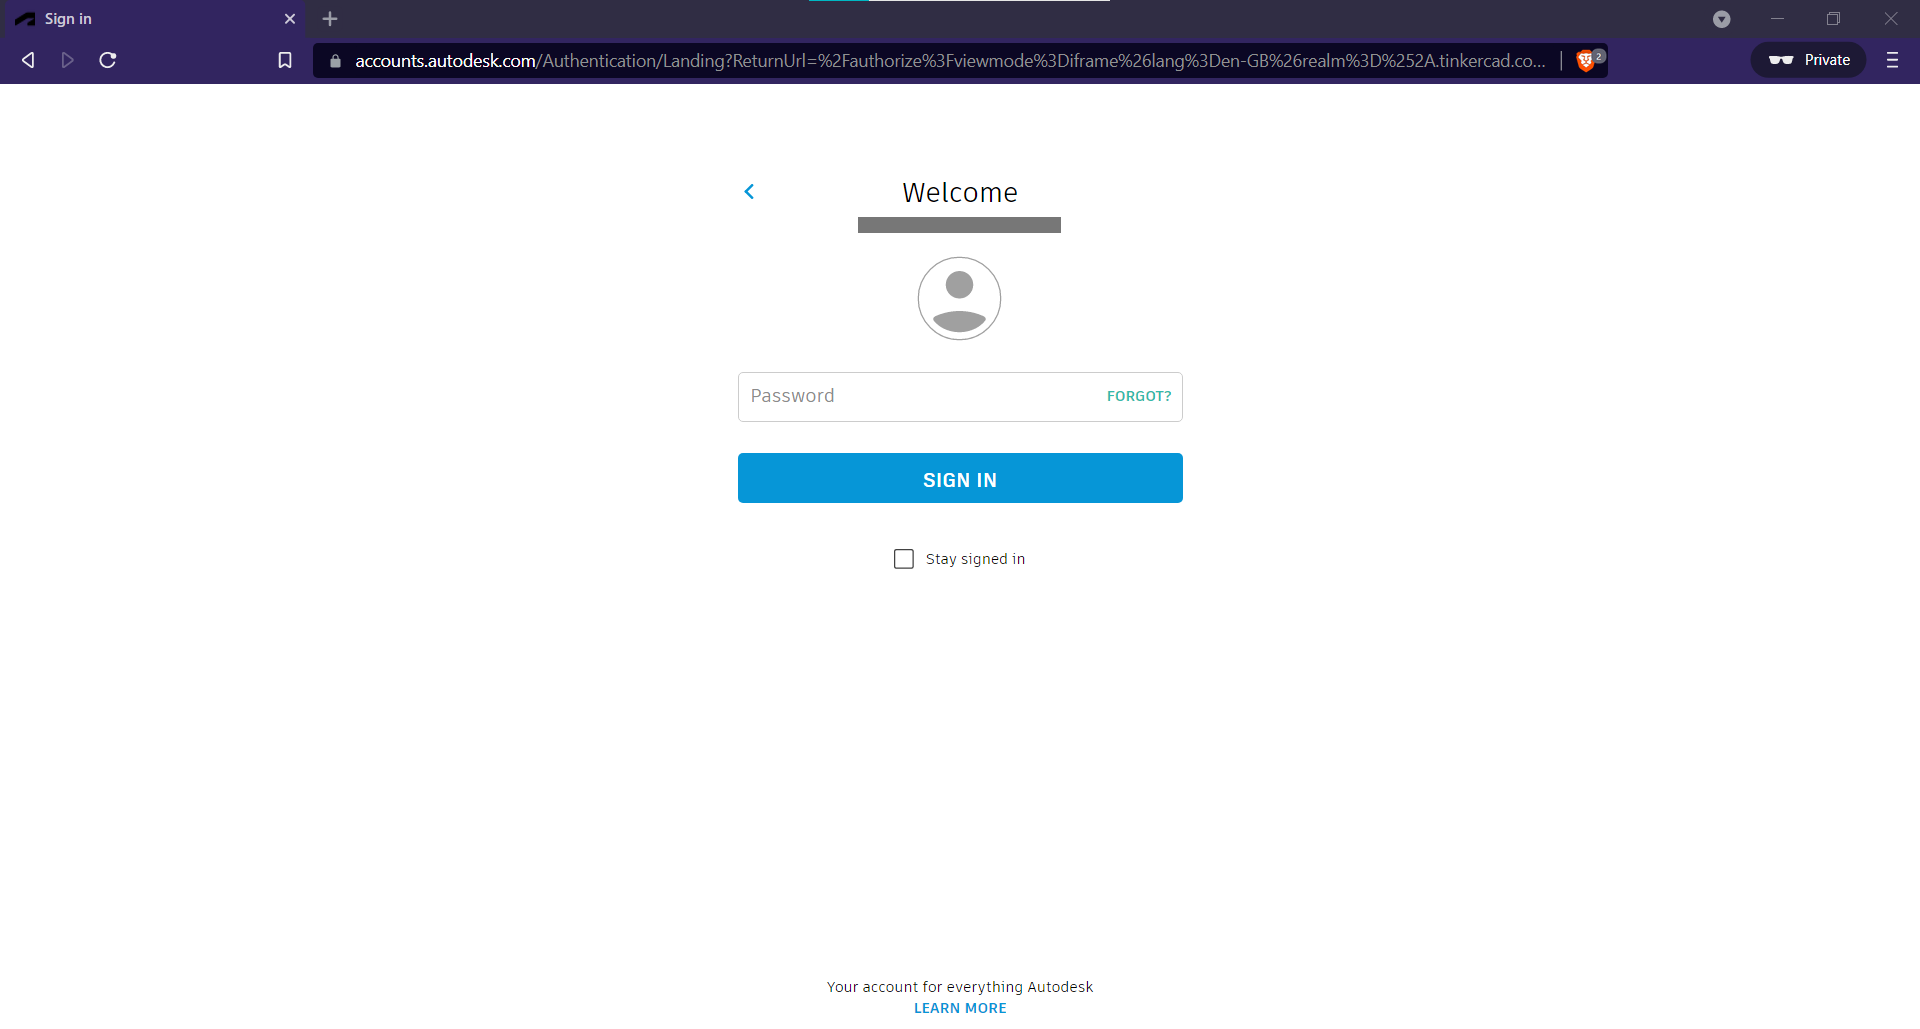 Sign in
accounts.autodesk.com/Authentication/Landing?ReturnUrl=%2Fauthorize%3Fviewmode%3Diframe%26lang%3Den-GB%26realm%3D%252A.tinkercad.co...
2
Private
Welcome
Password
FORGOT?
SIGN IN
Stay signed in
Your account for everything Autodesk
LEARN MORE